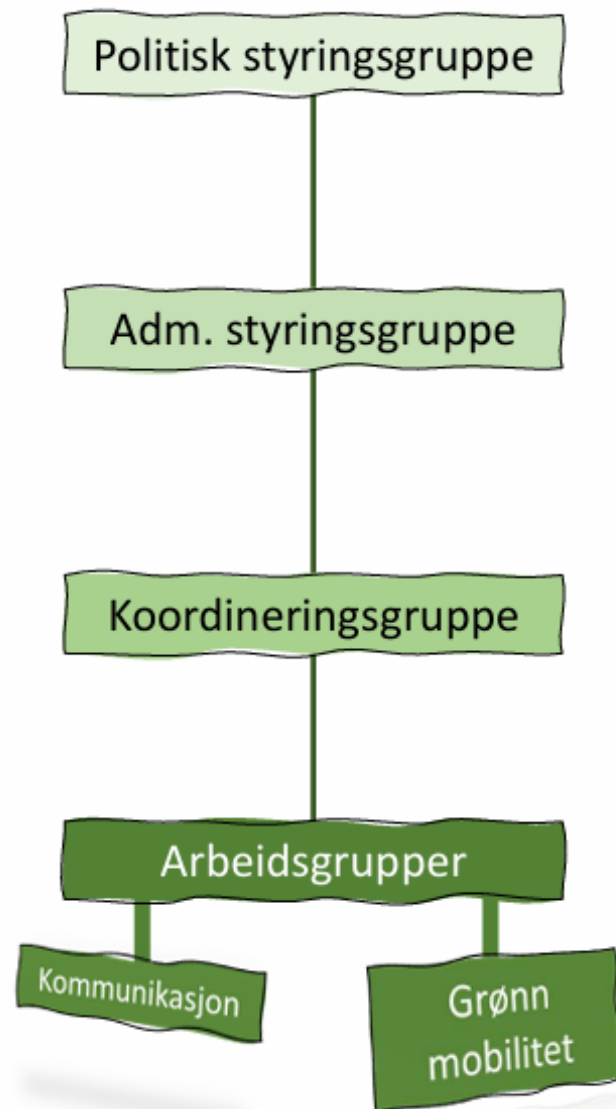 Politisk styringsgruppe
Adm. styringsgruppe
Koordineringsgruppe
Arbeidsgrupper
Kommunikasjon
Grønn
mobilitet